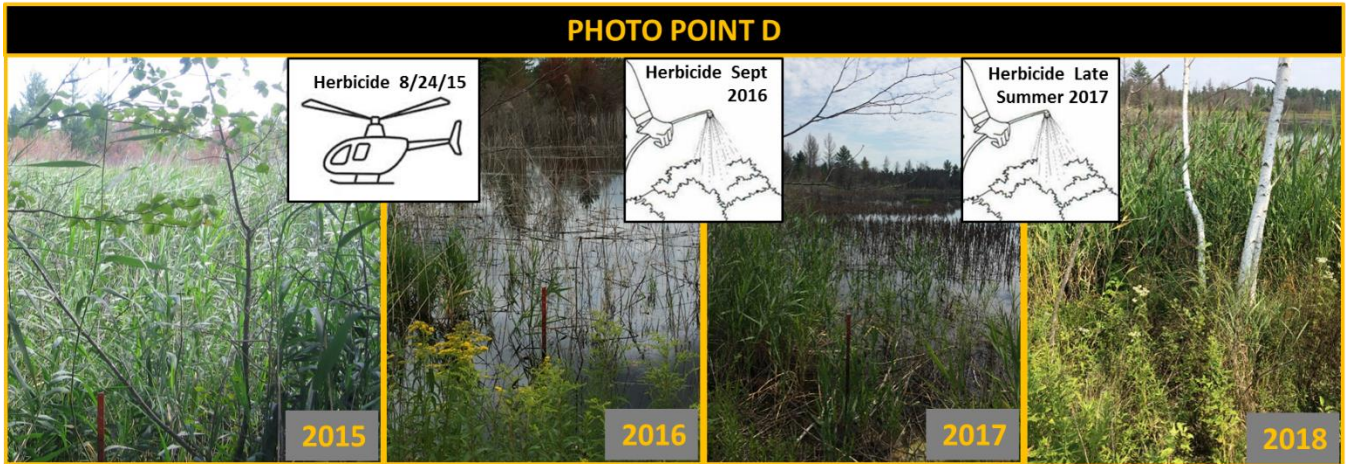 PHOTO POINT D
Herbicide 8/24/15
Herbicide Sept
2016
Herbicide Late
Summer 2017
2015
2016
2017
2018